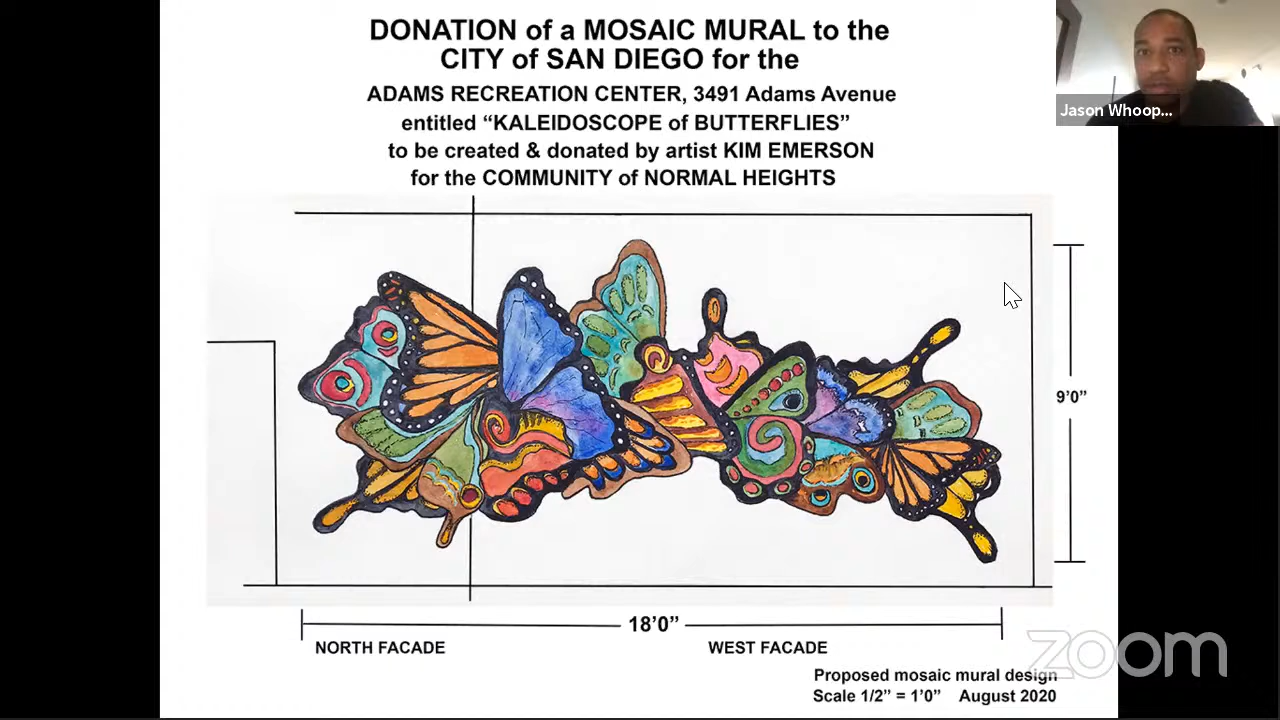 DONATION of a MOSAIC MURAL to the
CITY of SAN DIEGO for the
ADAMS RECREATION CENTER, 3491 Adams Avenue
entitled “KALEIDOSCOPE of BUTTERFLIES”
to be created & donated by artist KIM EMERSON
for the COMMUNITY of NORMAL HEIGHTS
Jason Whoop...
9’0”
18’0”
NORTH FACADE
WEST FACADE
zoom
Proposed mosaic mural design
Scale 1/2” = 1’0” August 2020